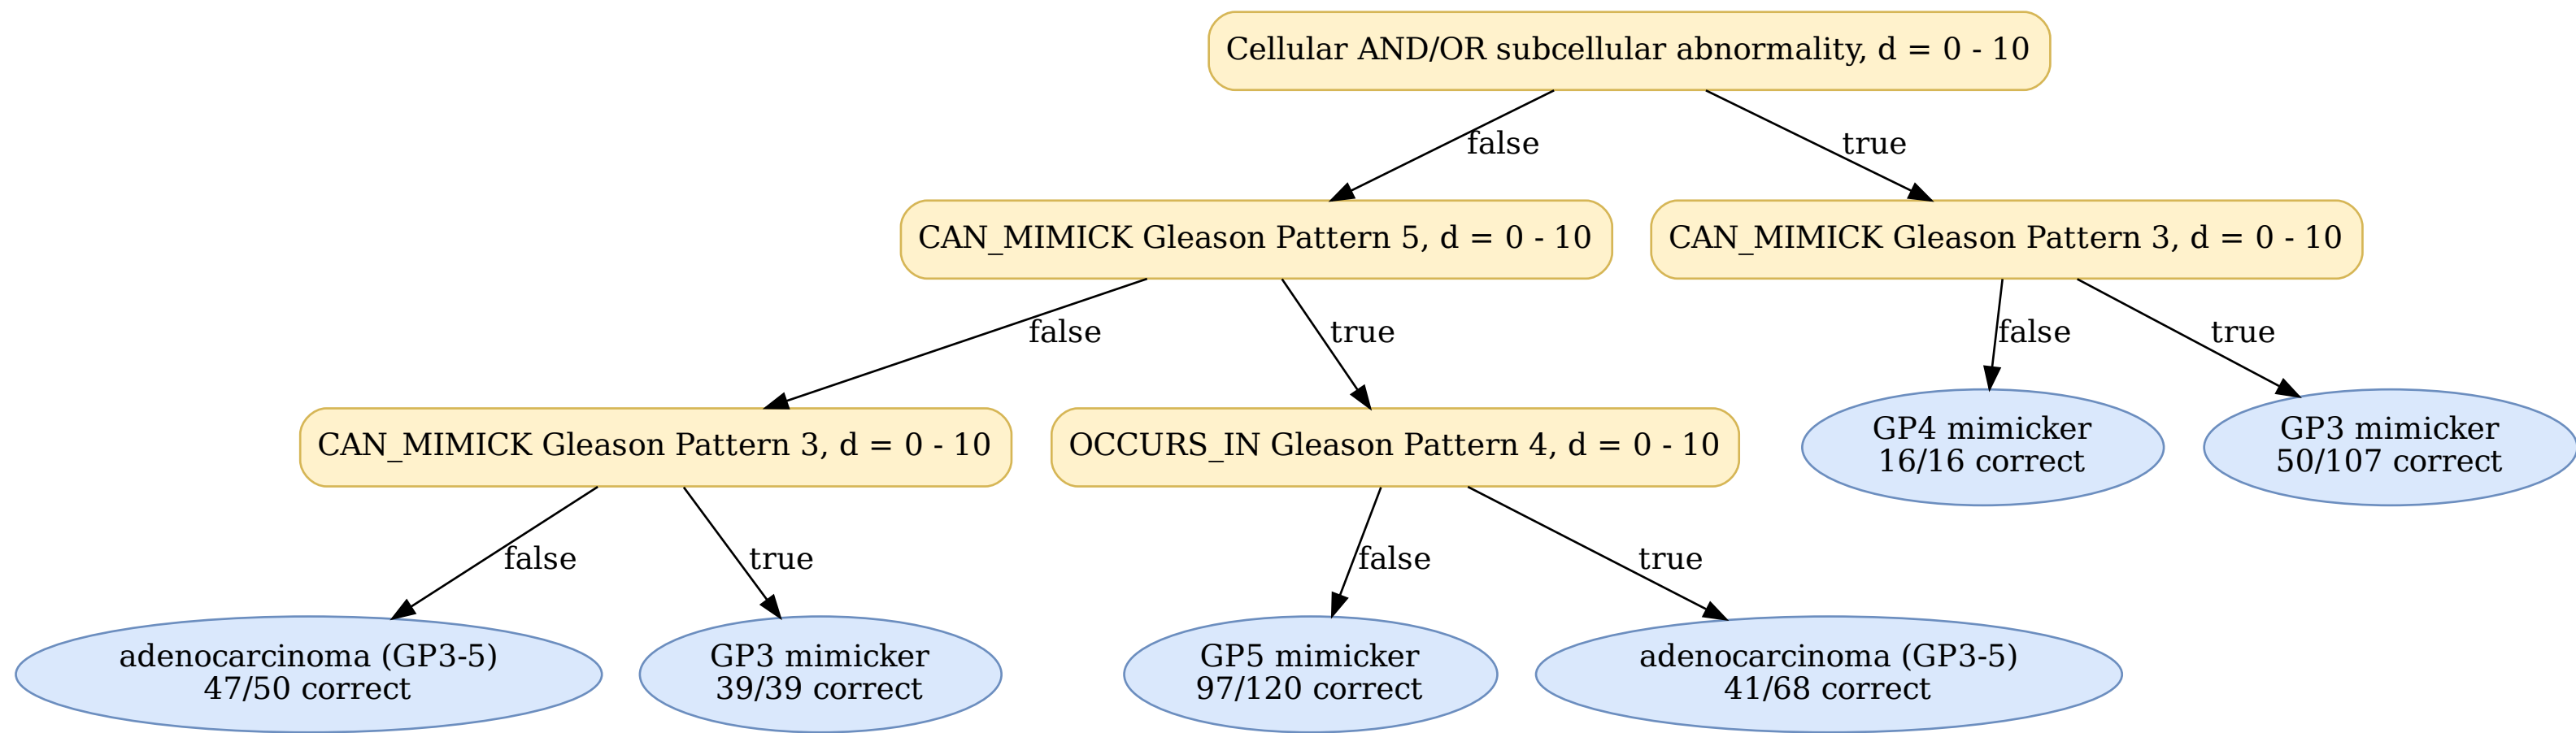 Cellular AND/OR subcellular abnormality, d = 0 - 10
false
true
CAN_MIMICK Gleason Pattern 5, d = 0 - 10
CAN_MIMICK Gleason Pattern 3, d = 0 - 10
false
true
false
true
CAN_MIMICK Gleason Pattern 3, d = 0 - 10
OCCURS_IN Gleason Pattern 4, d = 0 - 10
GP4 mimicker
16/16 correct
GP3 mimicker
50/107 correct
false
true
false
true
adenocarcinoma (GP3-5)
47/50 correct
GP3 mimicker
39/39 correct
GP5 mimicker
97/120 correct
adenocarcinoma (GP3-5)
41/68 correct